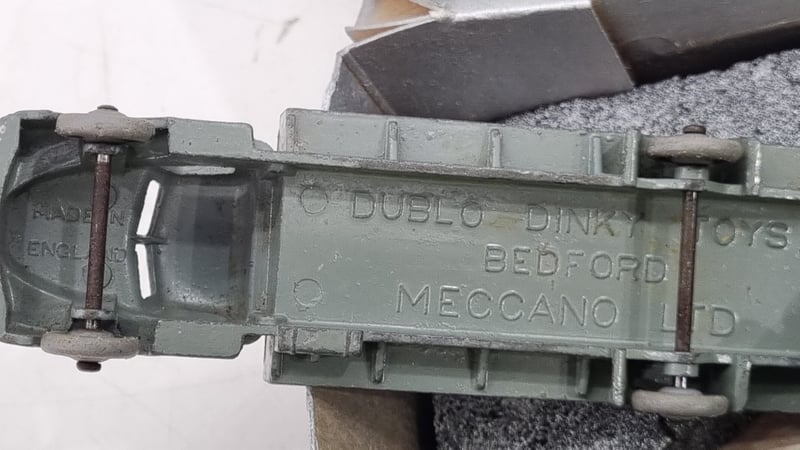 MADE IN
ENGLAND
DUBLO DINKY TOYS
BEDFORD
MECCANO LTD